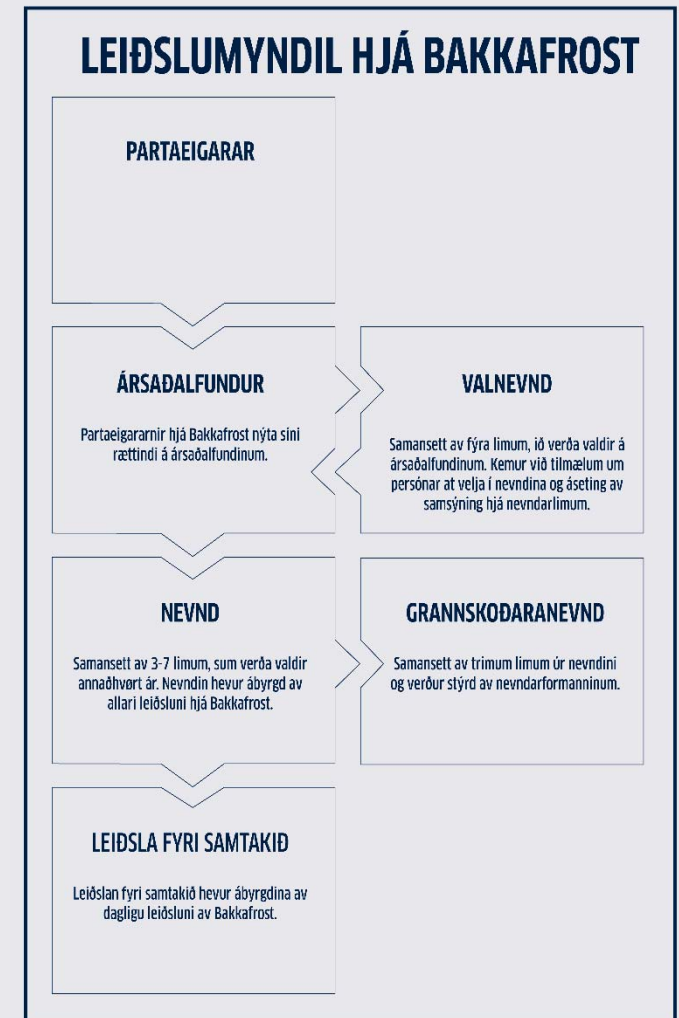 LEIÐSLUMYNDIL HJÁ BAKKAFROST
PARTAEIGARAR
ÁRSAÐALFUNDUR
Partaeigararnir hjá Bakkafrost nýta síni
rættindi á ársaðalfundinum.
VALNEVND
Samansett av fýra limum, ið verða valdir á
ársaðalfundinum. Kemur við tilmælum um
persónar at velja í nevndina og áseting av
samsýning hjá nevndarlimum.
NEVND
Samansett av 3-7 limum, sum verða valdir
annaðhvørt ár. Nevndin hevur ábyrgd av
allari leiðsluni hjá Bakkafrost.
GRANNSKOÐARANEVND
Samansett av trimum limum úr nevndini
og verður stýrd av nevndarformanninum.
LEIÐSLA FYRI SAMTAKIÐ
Leiðslan fyri samtakið hevur ábyrgdina av
dagligu leiðsluni av Bakkafrost.